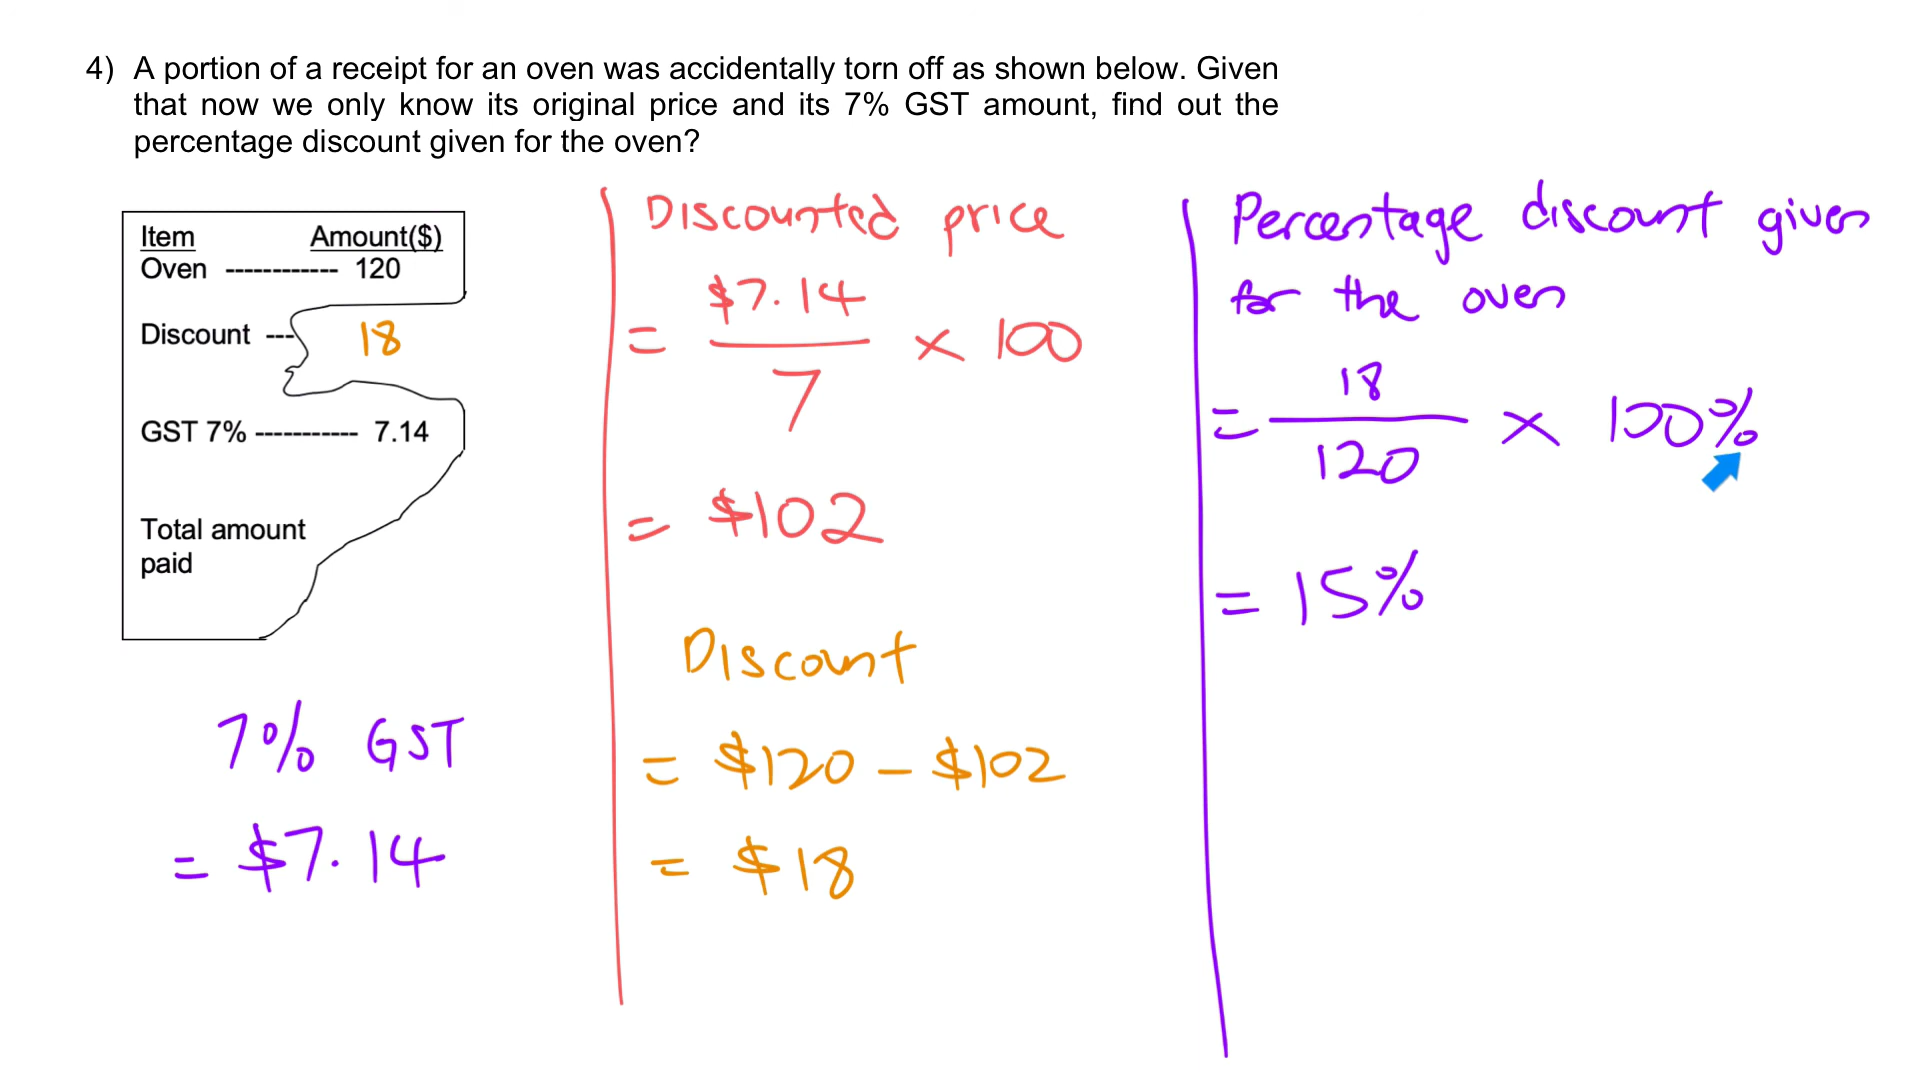 4) A portion of a receipt for an oven was accidentally torn off as shown below. Given
that now we only know its original price and its 7% GST amount, find out the
percentage discount given for the oven?
Item Amount($)
Oven ------------ 120
Discount --- 18
GST 7% ----------- 7.14
Total amount
paid
7% GST
= $7.14
Discounted price
= $7.14 / 7 × 100
= $102
Discount
= $120 - $102
= $18
Percentage discount given
for the oven
= 18 / 120 × 100%
= 15%